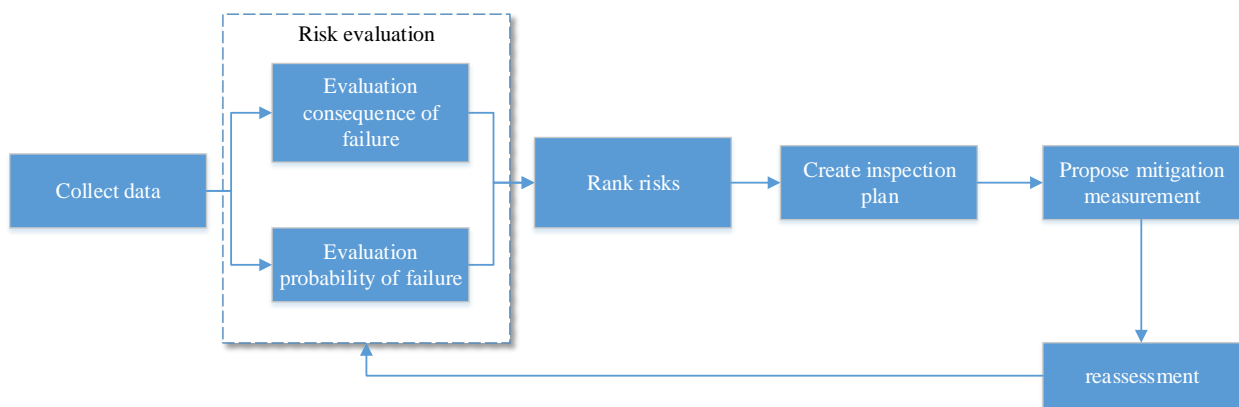 Risk evaluation
Evaluation
consequence of
failure
Collect data
Evaluation
probability of failure
Rank risks
Create inspection
plan
Propose mitigation
measurement
reassessment